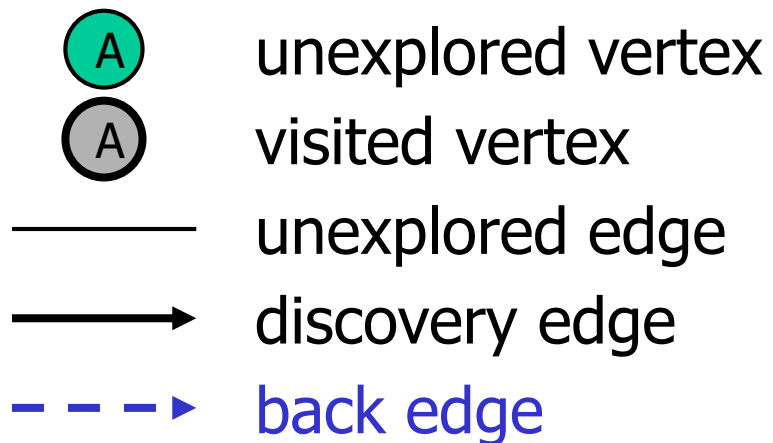 A unexplored vertex
A visited vertex
unexplored edge
discovery edge
back edge